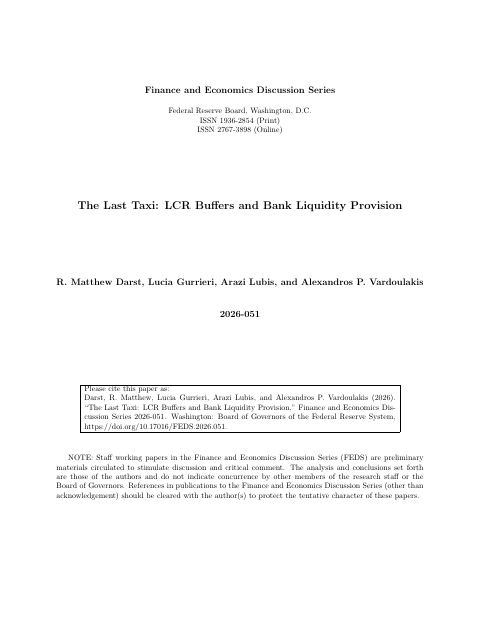 Finance and Economics Discussion Series
Federal Reserve Board, Washington, D.C.
ISSN 1936-2854 (Print)
ISSN 2767-3898 (Online)
The Last Taxi: LCR Buffers and Bank Liquidity Provision
R. Matthew Darst, Lucia Gurrieri, Arazi Lubis, and Alexandros P. Vardoulakis
2026-051
Please cite this paper as:
Darst, R. Matthew, Lucia Gurrieri, Arazi Lubis, and Alexandros P. Vardoulakis (2026).
“The Last Taxi: LCR Buffers and Bank Liquidity Provision,” Finance and Economics Dis-
cussion Series 2026-051. Washington: Board of Governors of the Federal Reserve System,
https://doi.org/10.17016/FEDS.2026.051.
NOTE: Staff working papers in the Finance and Economics Discussion Series (FEDS) are preliminary
materials circulated to stimulate discussion and critical comment. The analysis and conclusions set forth
are those of the authors and do not indicate concurrence by other members of the research staff or the
Board of Governors. References in publications to the Finance and Economics Discussion Series (other than
acknowledgement) should be cleared with the author(s) to protect the tentative character of these papers.